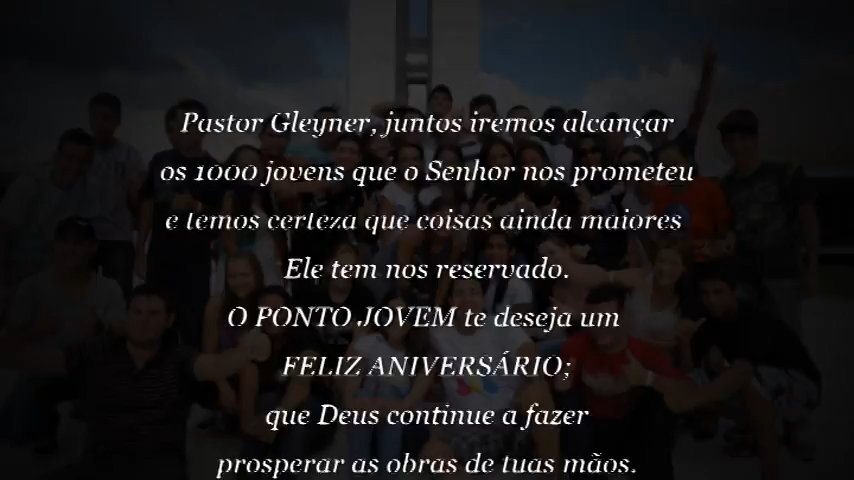 Pastor Gleyner, juntos iremos alcançar
os 1000 jovens que o Senhor nos prometeu
e temos certeza que coisas ainda maiores
Ele tem nos reservado.
O PONTO JOVEM te deseja um
FELIZ ANIVERSÁRIO;
que Deus continue a fazer
prosperar as obras de tuas mãos.